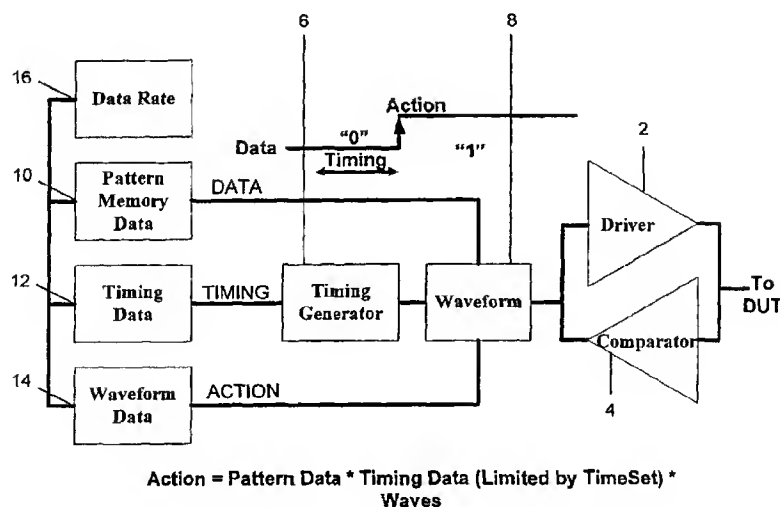 6
8
16
Data Rate
Action
Data
"0"
"1"
Timing
2
10
Pattern
Memory
Data
DATA
Driver
12
Timing
Data
TIMING
Timing
Generator
Waveform
To
DUT
Comparator
14
Waveform
Data
ACTION
4
Action = Pattern Data * Timing Data (Limited by TimeSet) *
Waves